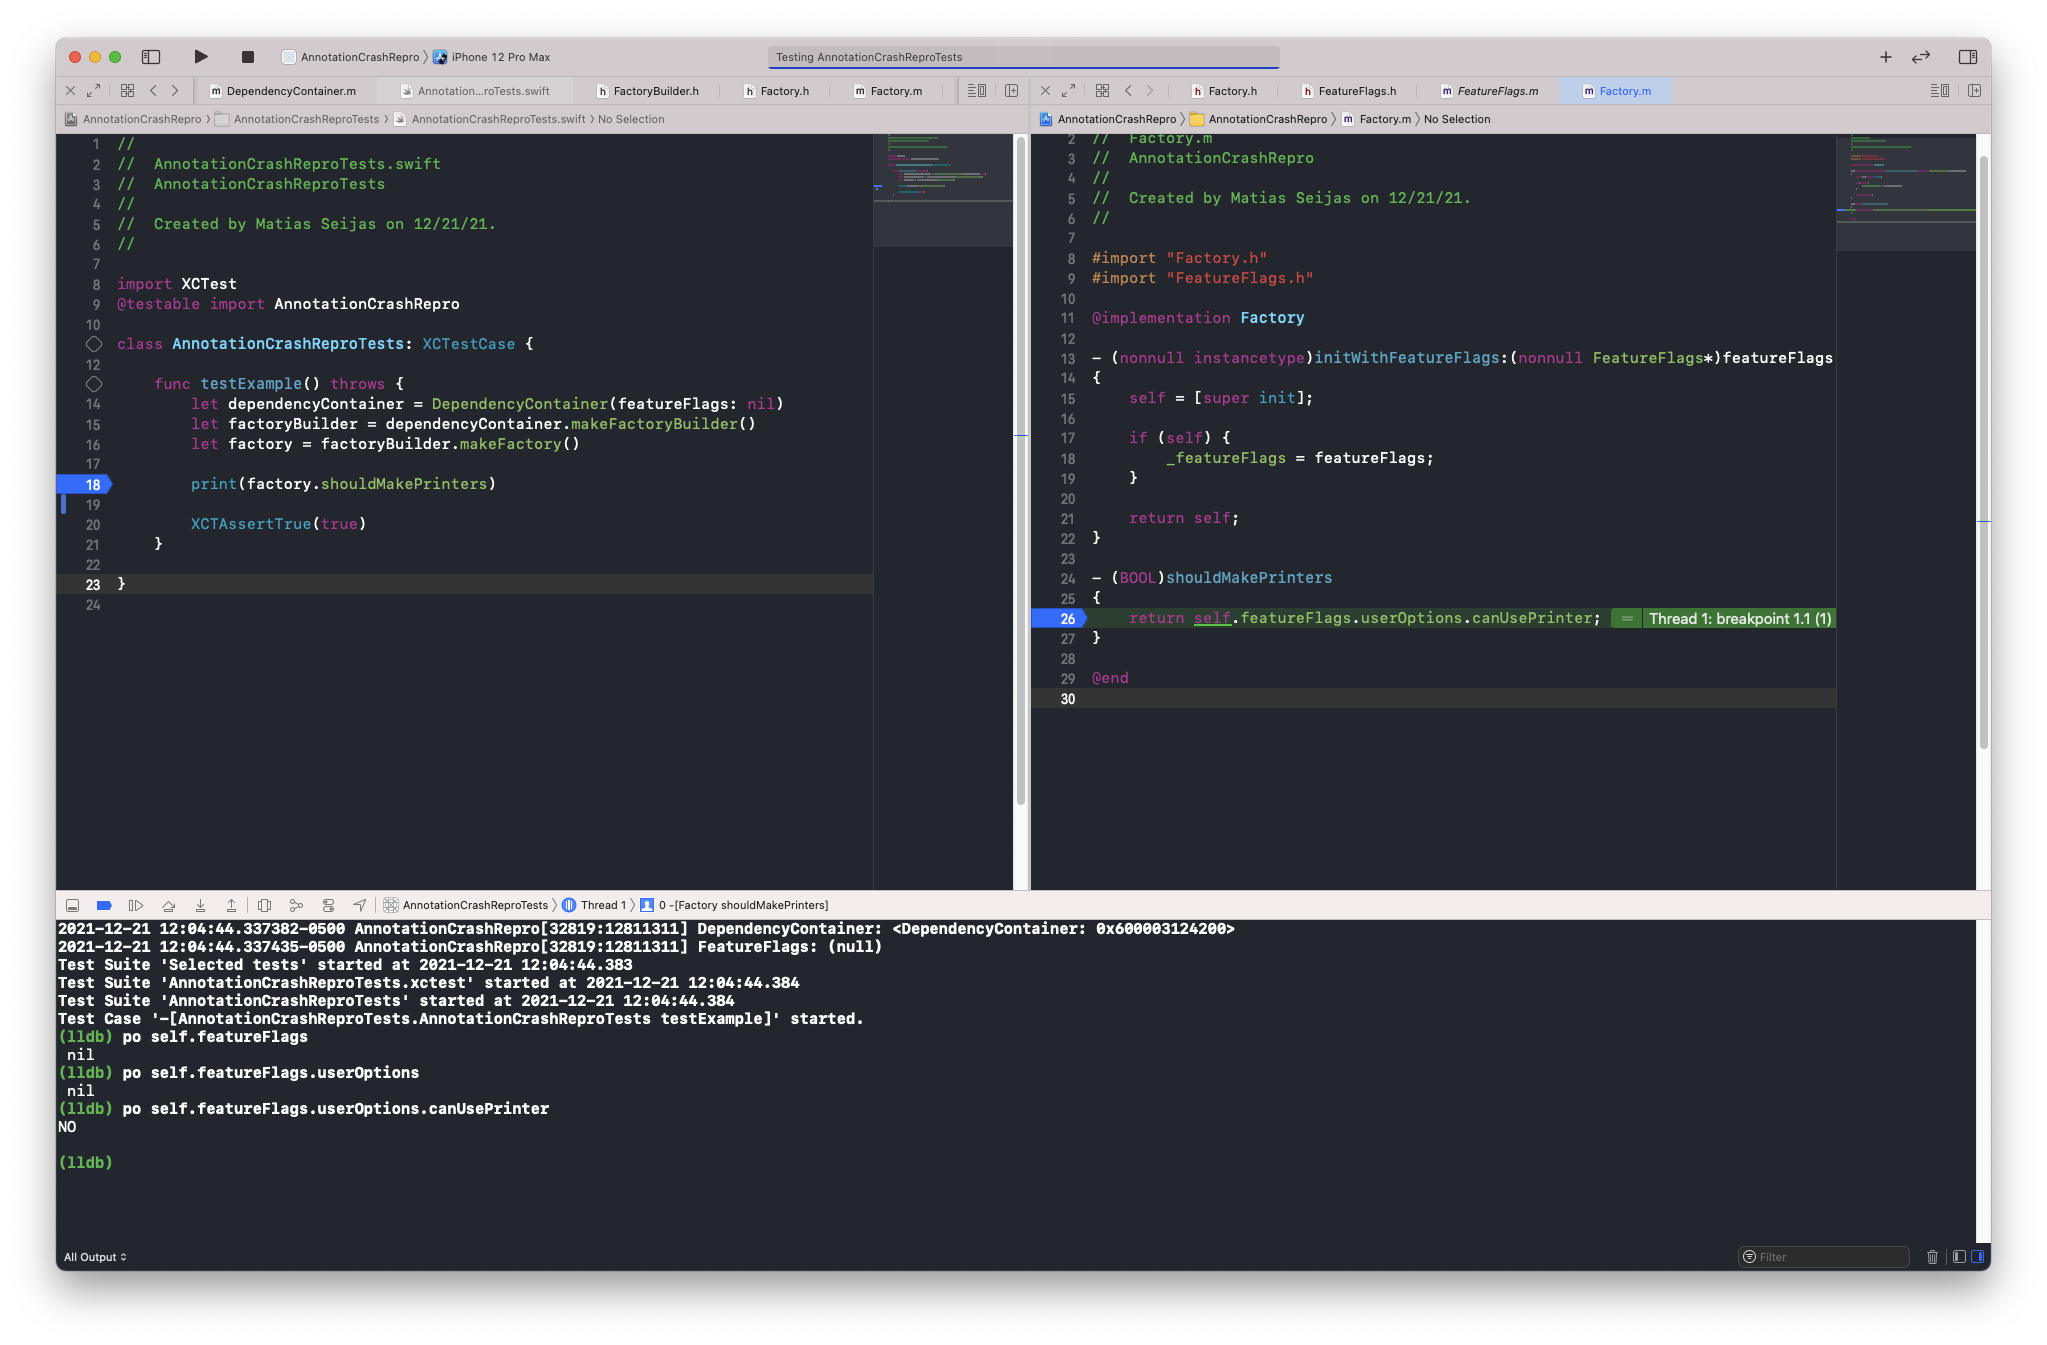 AnnotationCrashRepro 〉 iPhone 12 Pro Max
Testing AnnotationCrashReproTests
DependencyContainer.m
Annotation...roTests.swift
FactoryBuilder.h
Factory.h
Factory.m
AnnotationCrashRepro 〉 AnnotationCrashReproTests 〉 AnnotationCrashReproTests.swift 〉 No Selection
1 //
2 //  AnnotationCrashReproTests.swift
3 //  AnnotationCrashReproTests
4 //
5 //  Created by Matias Seijas on 12/21/21.
6 //
7
8 import XCTest
9 @testable import AnnotationCrashRepro
10
class AnnotationCrashReproTests: XCTestCase {
12
func testExample() throws {
14 let dependencyContainer = DependencyContainer(featureFlags: nil)
15 let factoryBuilder = dependencyContainer.makeFactoryBuilder()
16 let factory = factoryBuilder.makeFactory()
17
18 print(factory.shouldMakePrinters)
19
20 XCTAssertTrue(true)
21 }
22
23 }
24
Factory.h
FeatureFlags.h
FeatureFlags.m
Factory.m
AnnotationCrashRepro 〉 AnnotationCrashRepro 〉 Factory.m 〉 No Selection
2 //  Factory.m
3 //  AnnotationCrashRepro
4 //
5 //  Created by Matias Seijas on 12/21/21.
6 //
7
8 #import "Factory.h"
9 #import "FeatureFlags.h"
10
11 @implementation Factory
12
13 - (nonnull instancetype)initWithFeatureFlags:(nonnull FeatureFlags*)featureFlags
14 {
15 self = [super init];
16
17 if (self) {
18 _featureFlags = featureFlags;
19 }
20
21 return self;
22 }
23
24 - (BOOL)shouldMakePrinters
25 {
26 return self.featureFlags.userOptions.canUsePrinter; = Thread 1: breakpoint 1.1 (1)
27 }
28
29 @end
30
AnnotationCrashReproTests 〉 Thread 1 〉 0 -[Factory shouldMakePrinters]
2021-12-21 12:04:44.337382-0500 AnnotationCrashRepro[32819:12811311] DependencyContainer: <DependencyContainer: 0x600003124200>
2021-12-21 12:04:44.337435-0500 AnnotationCrashRepro[32819:12811311] FeatureFlags: (null)
Test Suite 'Selected tests' started at 2021-12-21 12:04:44.383
Test Suite 'AnnotationCrashReproTests.xctest' started at 2021-12-21 12:04:44.384
Test Suite 'AnnotationCrashReproTests' started at 2021-12-21 12:04:44.384
Test Case '-[AnnotationCrashReproTests.AnnotationCrashReproTests testExample]' started.
(lldb) po self.featureFlags
nil
(lldb) po self.featureFlags.userOptions
nil
(lldb) po self.featureFlags.userOptions.canUsePrinter
NO
(lldb)
All Output
Filter